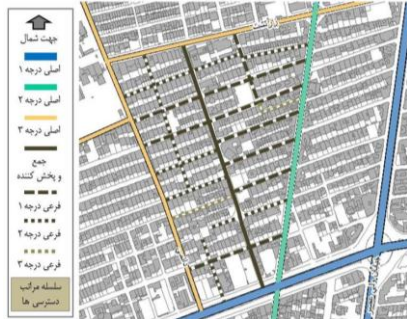 جهت شمال
اصلی درجه ۱
اصلی درجه ۲
اصلی درجه ۳
جمع
و پخش کننده
فرعی درجه ۱
فرعی درجه ۲
فرعی درجه ۳
سلسله مراتب
دسترسی ها